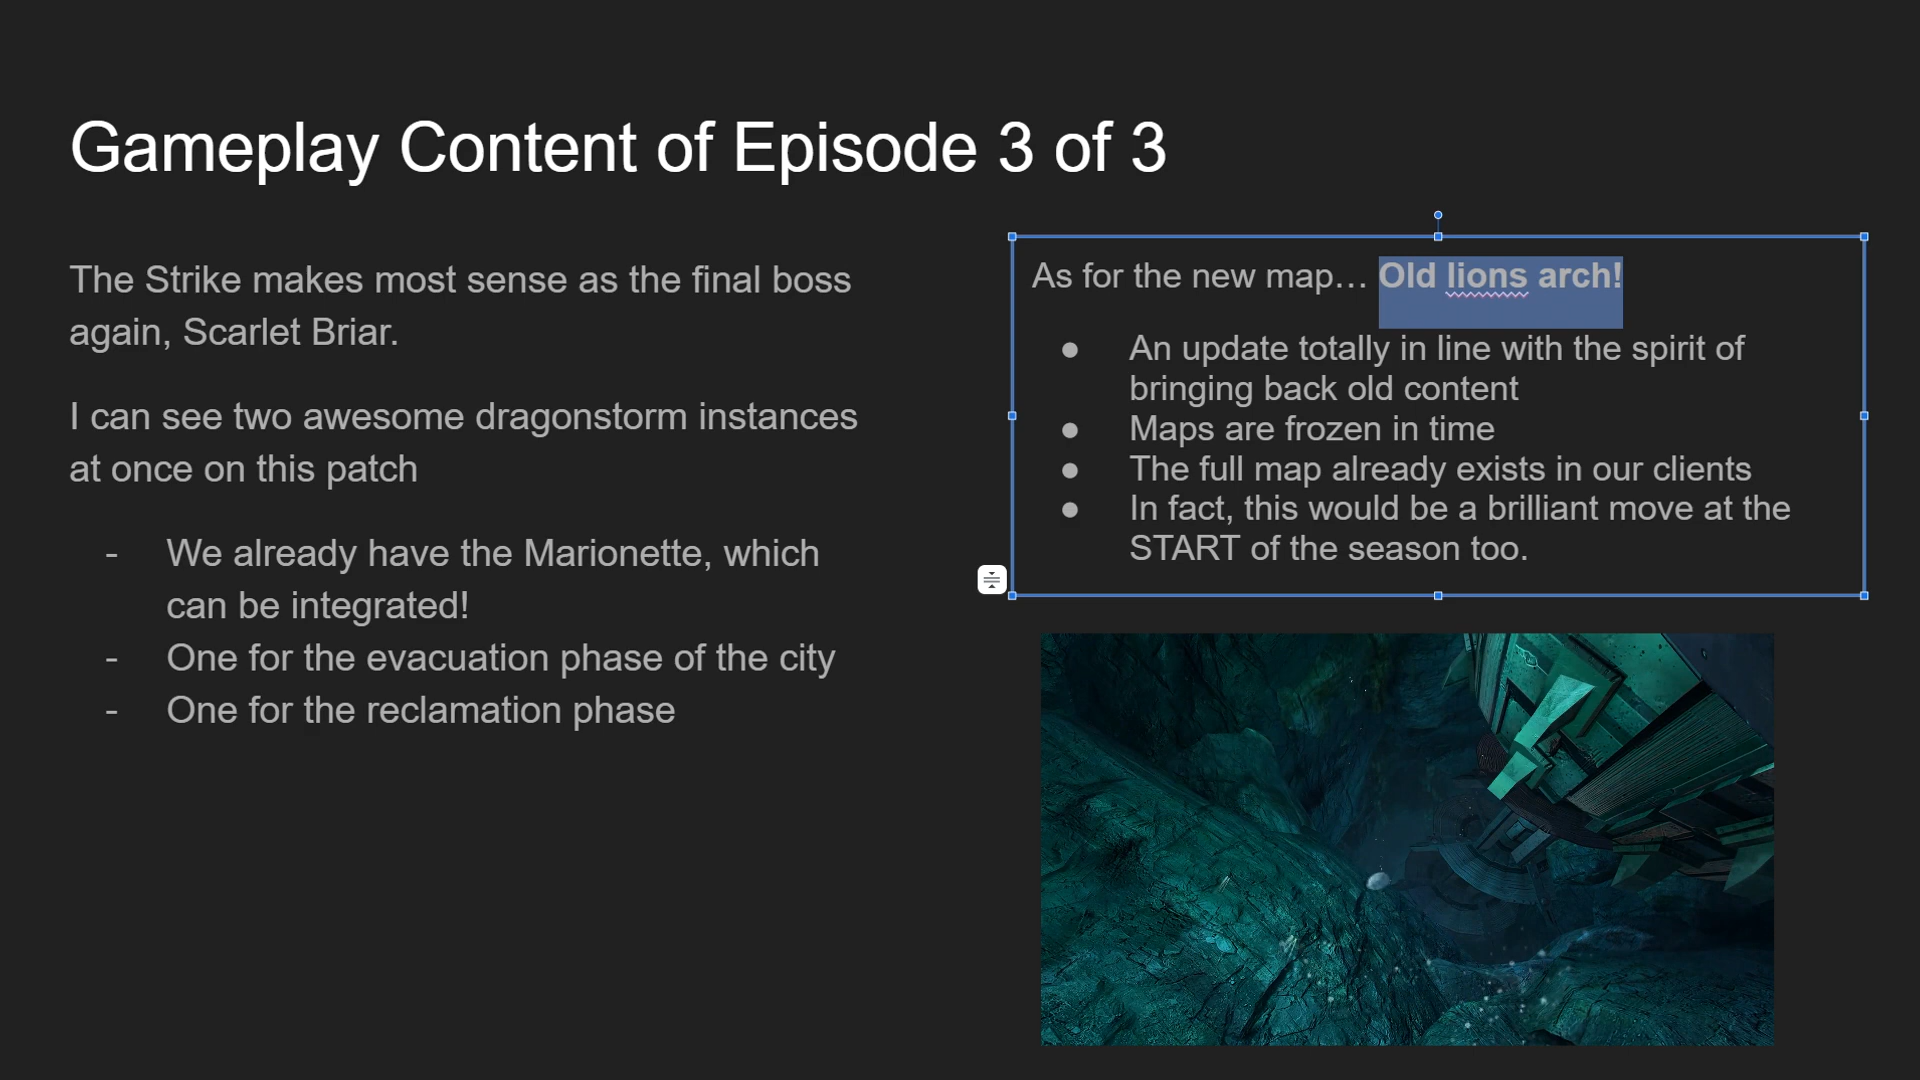 Gameplay Content of Episode 3 of 3
The Strike makes most sense as the final boss
again, Scarlet Briar.
I can see two awesome dragonstorm instances
at once on this patch
- We already have the Marionette, which
can be integrated!
- One for the evacuation phase of the city
- One for the reclamation phase
As for the new map… Old lions arch!
● An update totally in line with the spirit of
bringing back old content
● Maps are frozen in time
● The full map already exists in our clients
● In fact, this would be a brilliant move at the
START of the season too.